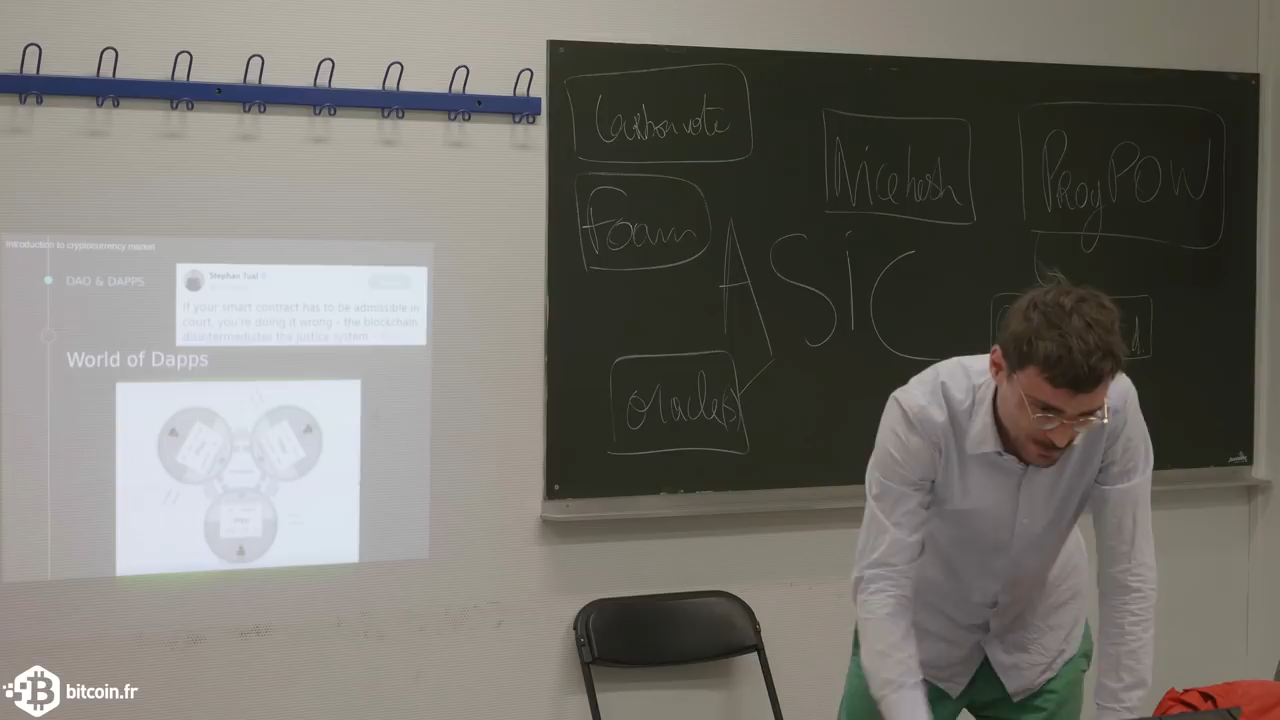 Introduction to cryptocurrency market
DAO & DAPPS
Stephan Tual
If your smart contract has to be admissible in
court, you're doing it wrong - the blockchain
disintermediates the justice system
World of Dapps
Carbonvote
Foam
Nicehash
ProgPOW
ASIC
oracle(s)
bitcoin.fr